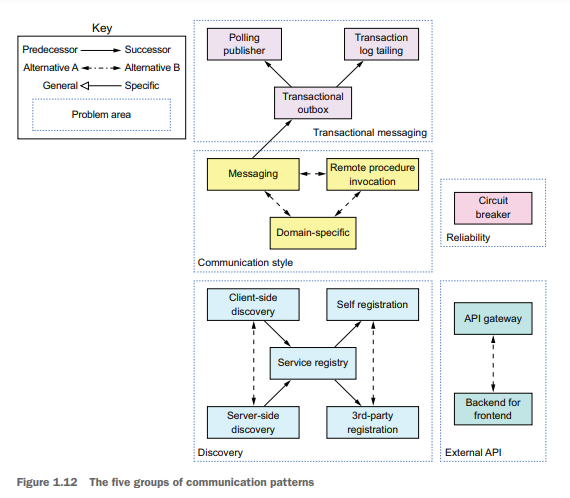 Key
Predecessor
Successor
Alternative A
Alternative B
General
Specific
Problem area
Polling
publisher
Transaction
log tailing
Transactional
outbox
Transactional messaging
Messaging
Remote procedure
invocation
Domain-specific
Communication style
Circuit
breaker
Reliability
Client-side
discovery
Self registration
Service registry
Server-side
discovery
3rd-party
registration
Discovery
API gateway
Backend for
frontend
External API
Figure 1.12 The five groups of communication patterns